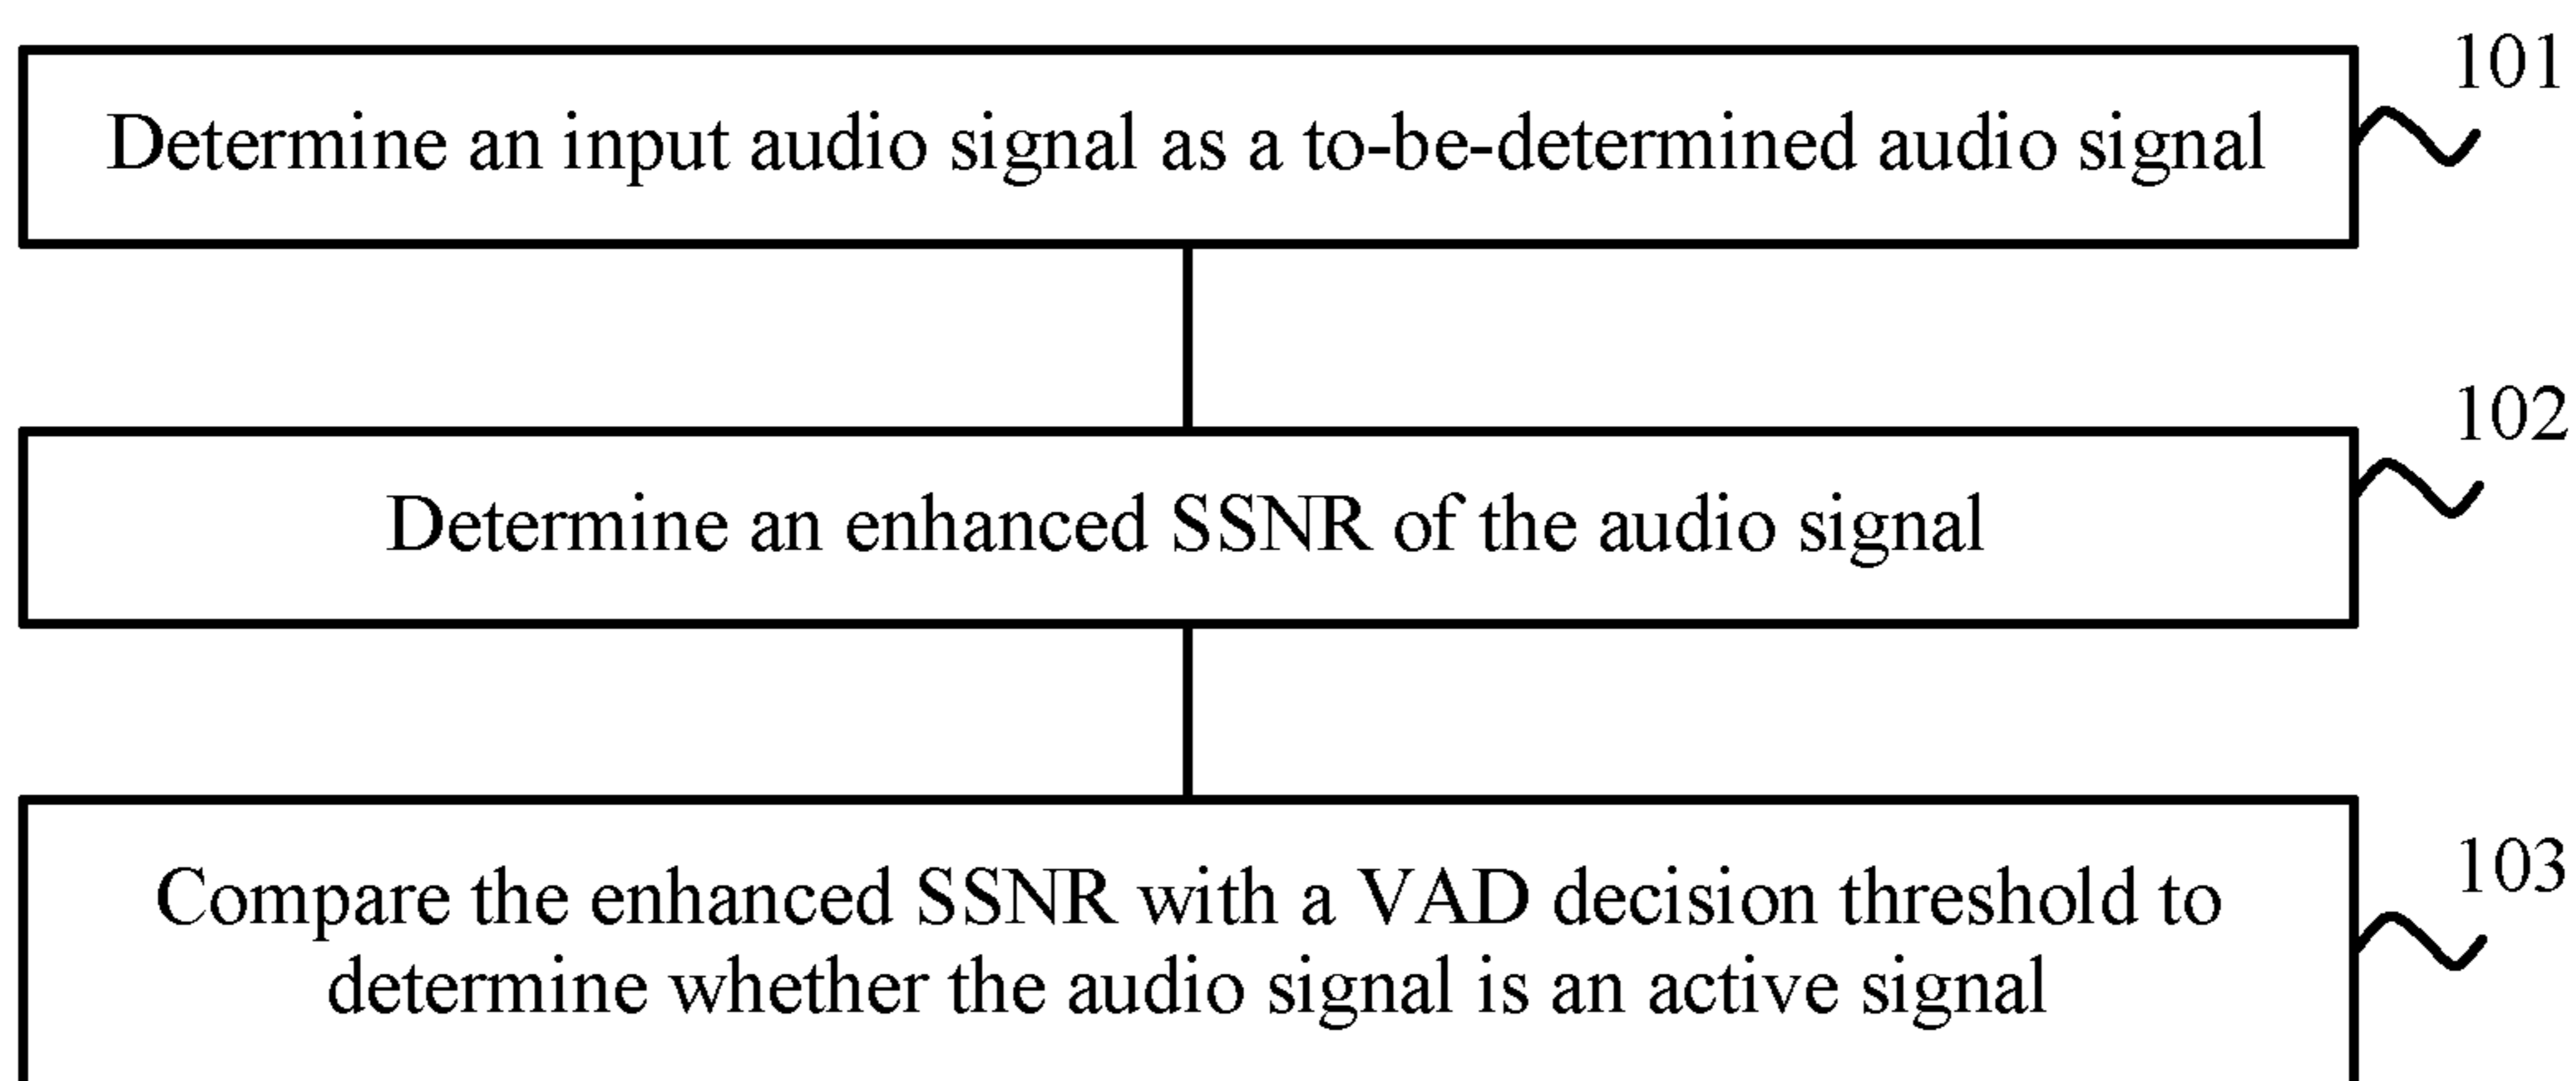 101
Determine an input audio signal as a to-be-determined audio signal
102
Determine an enhanced SSNR of the audio signal
103
Compare the enhanced SSNR with a VAD decision threshold to
determine whether the audio signal is an active signal